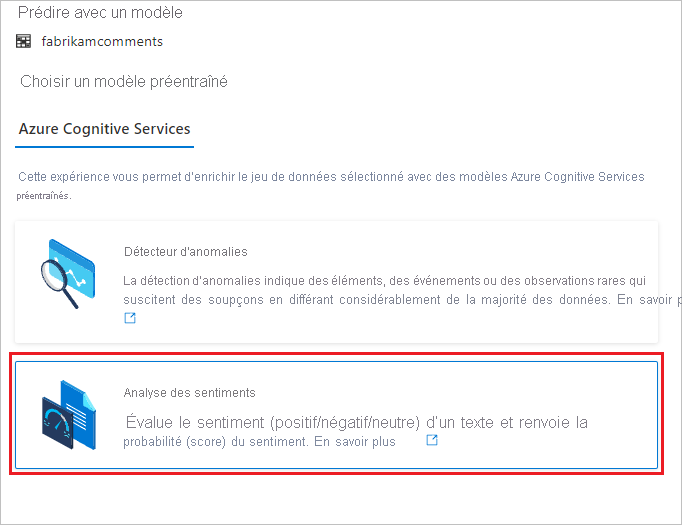 Prédire avec un modèle
fabrikamcomments
Choisir un modèle préentraîné
Azure Cognitive Services
Cette expérience vous permet d'enrichir le jeu de données sélectionné avec des modèles Azure Cognitive Services
préentraînés.
Détecteur d'anomalies
La détection d'anomalies indique des éléments, des événements ou des observations rares qui
suscitent des soupçons en différant considérablement de la majorité des données. En savoir p
Analyse des sentiments
Évalue le sentiment (positif/négatif/neutre) d'un texte et renvoie la
probabilité (score) du sentiment. En savoir plus